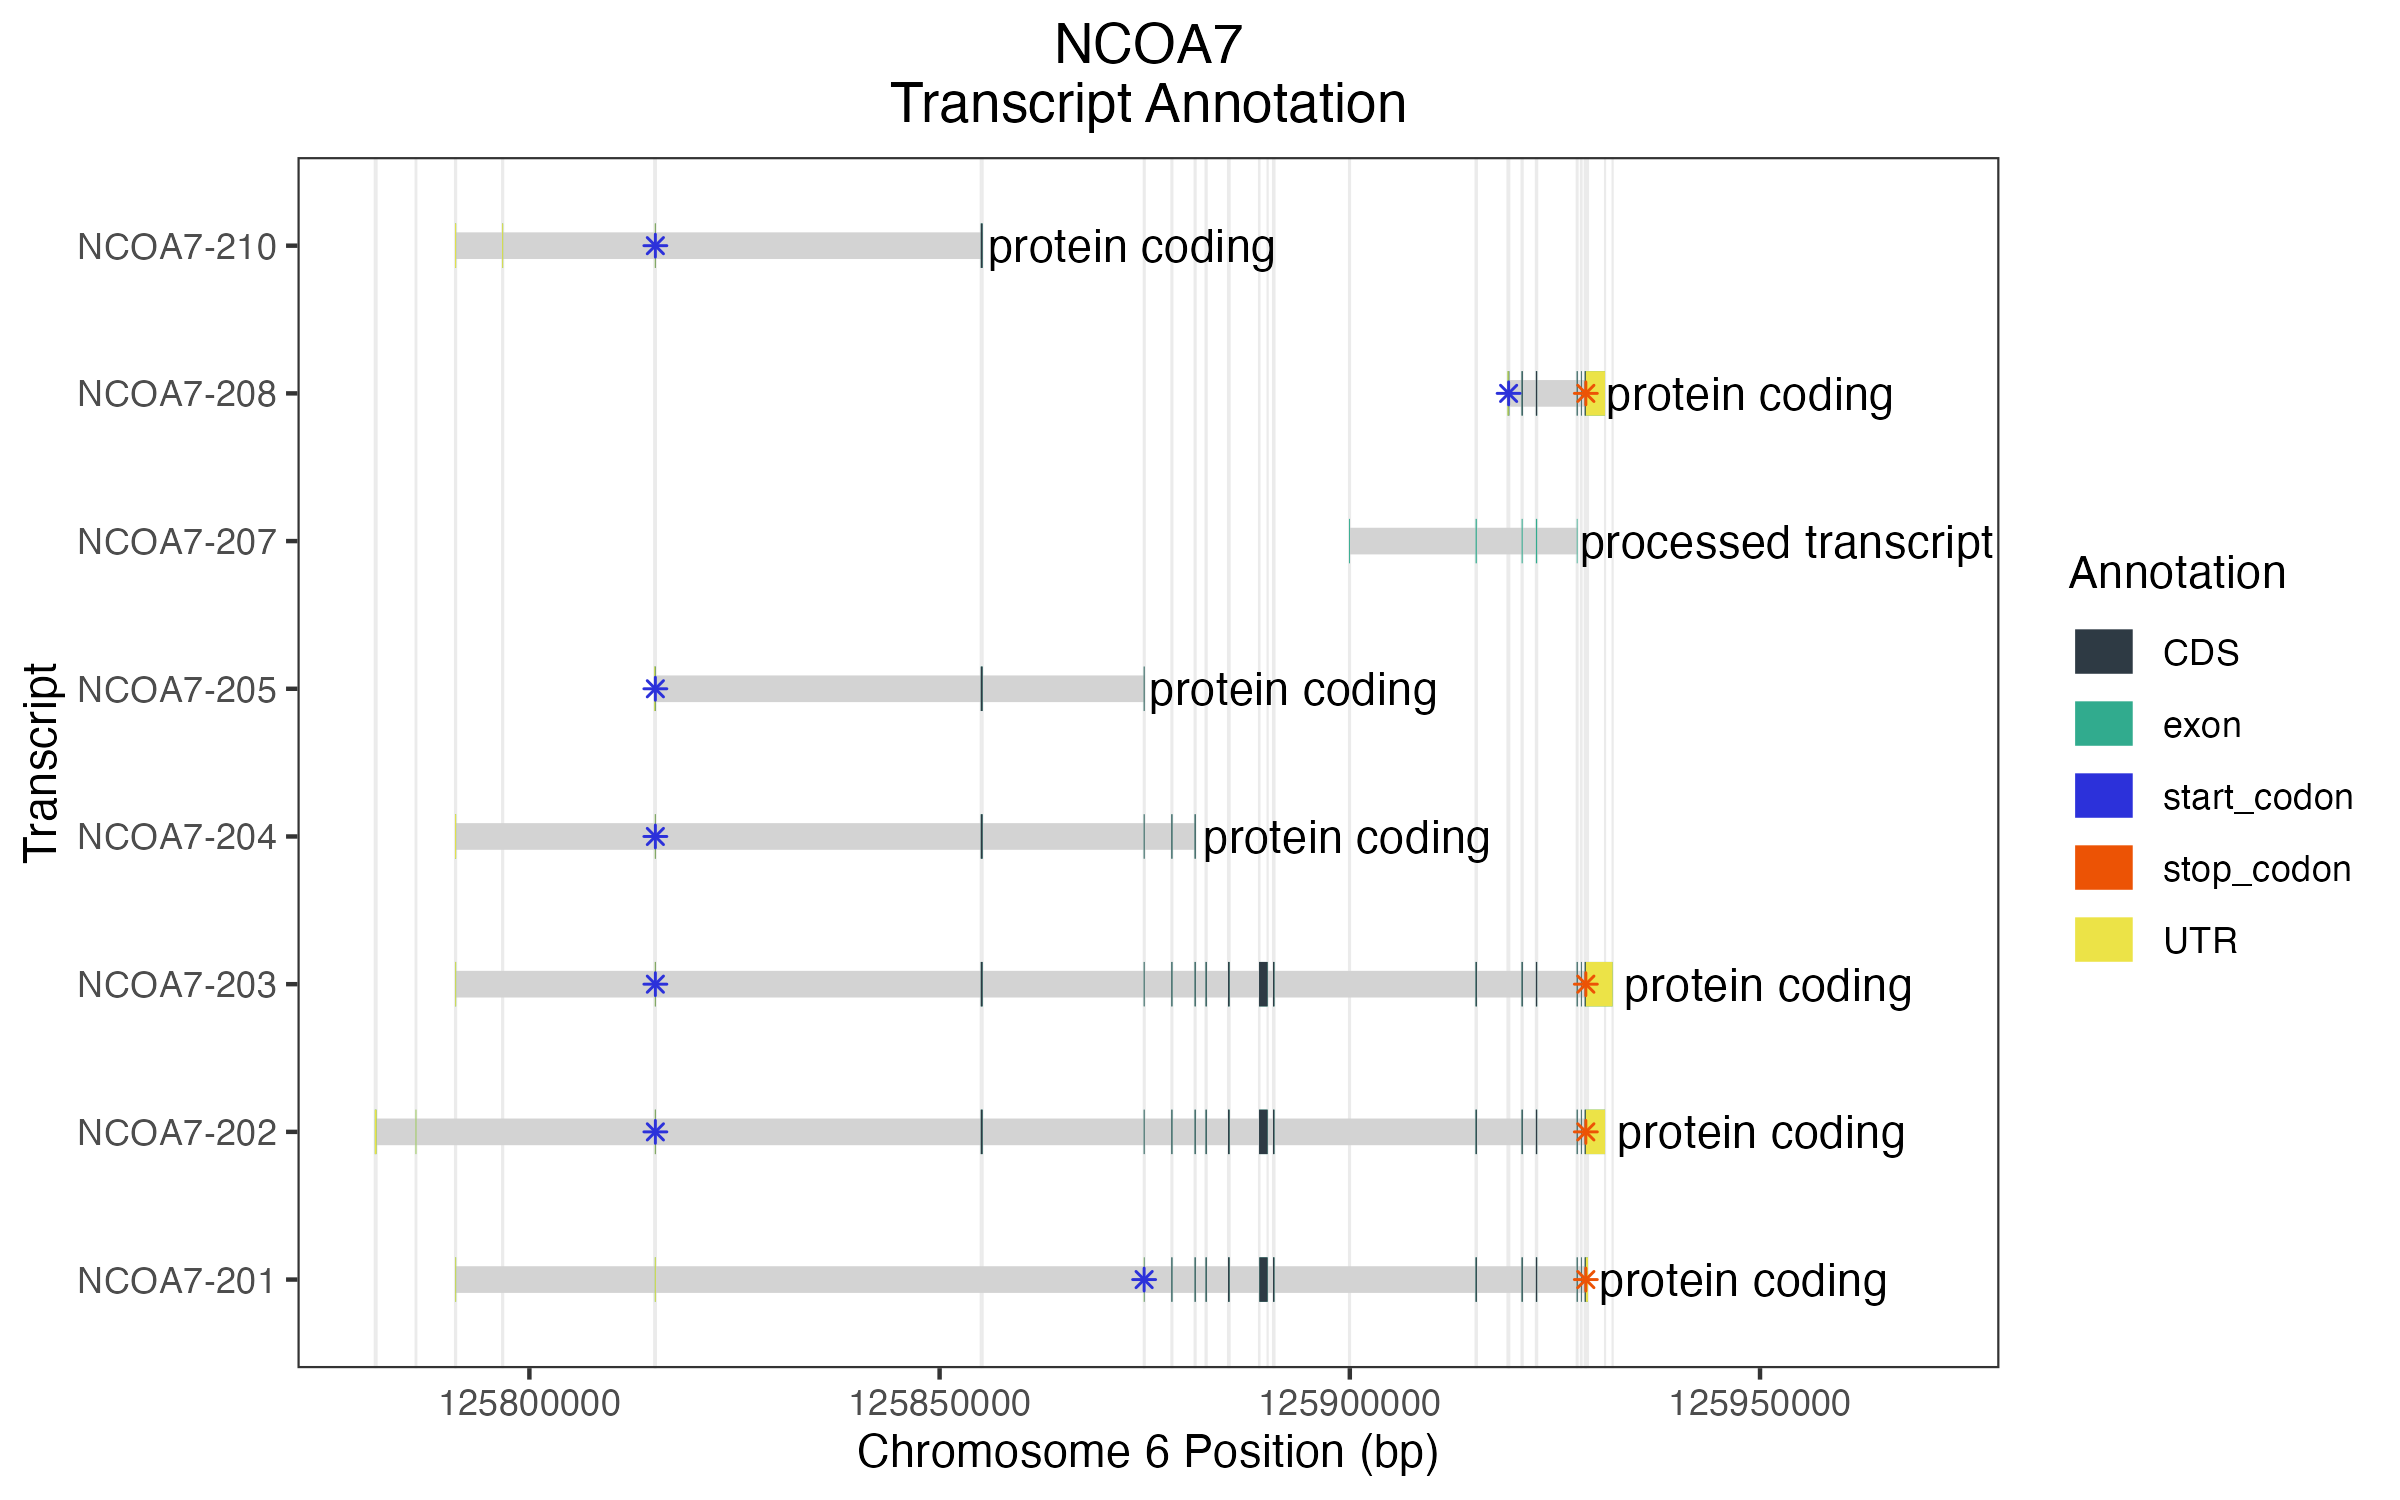 NCOA7
Transcript Annotation
Transcript
NCOA7-210
protein coding
NCOA7-208
protein coding
NCOA7-207
processed transcript
NCOA7-205
protein coding
NCOA7-204
protein coding
NCOA7-203
protein coding
NCOA7-202
protein coding
NCOA7-201
protein coding
125800000
125850000
125900000
125950000
Chromosome 6 Position (bp)
Annotation
CDS
exon
start_codon
stop_codon
UTR